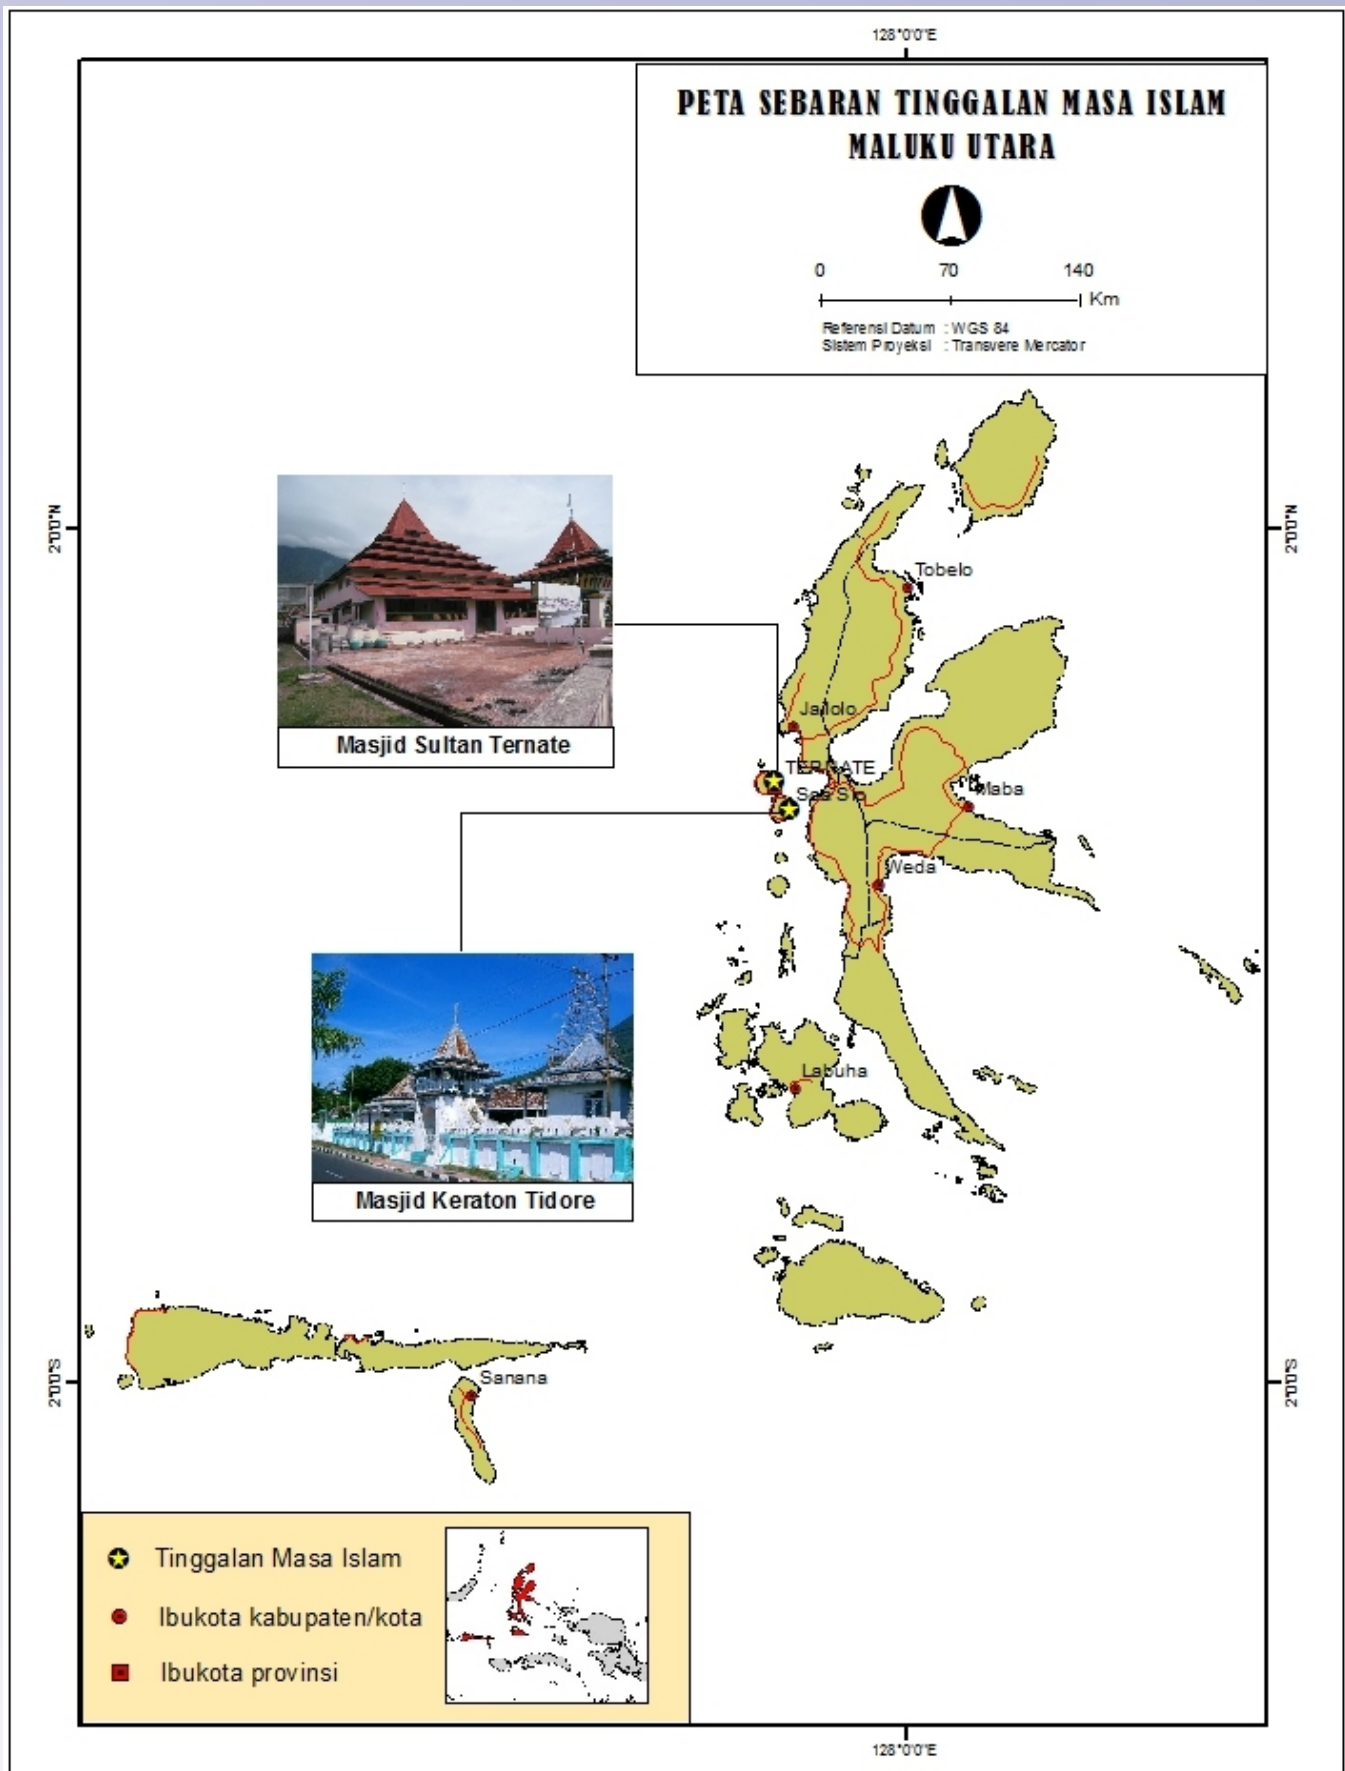 128°0'0"E
PETA SEBARAN TINGGALAN MASA ISLAM
MALUKU UTARA
0 70 140
Km
Referensi Datum : WGS 84
Sistem Proyeksi : Transvere Mercator
2°0'0"N
2°0'0"N
Tobelo
Jailolo
Masjid Sultan Ternate
TERNATE
Soa Sio
Maba
Weda
Labuha
Masjid Keraton Tidore
2°0'0"S
2°0'0"S
Sanana
Tinggalan Masa Islam
Ibukota kabupaten/kota
Ibukota provinsi
128°0'0"E